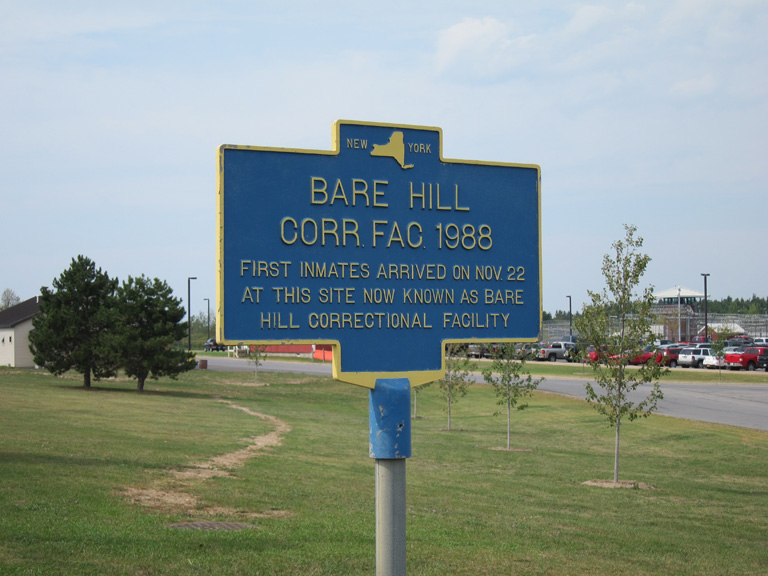 NEW YORK
BARE HILL
CORR. FAC. 1988
FIRST INMATES ARRIVED ON NOV. 22
AT THIS SITE NOW KNOWN AS BARE
HILL CORRECTIONAL FACILITY